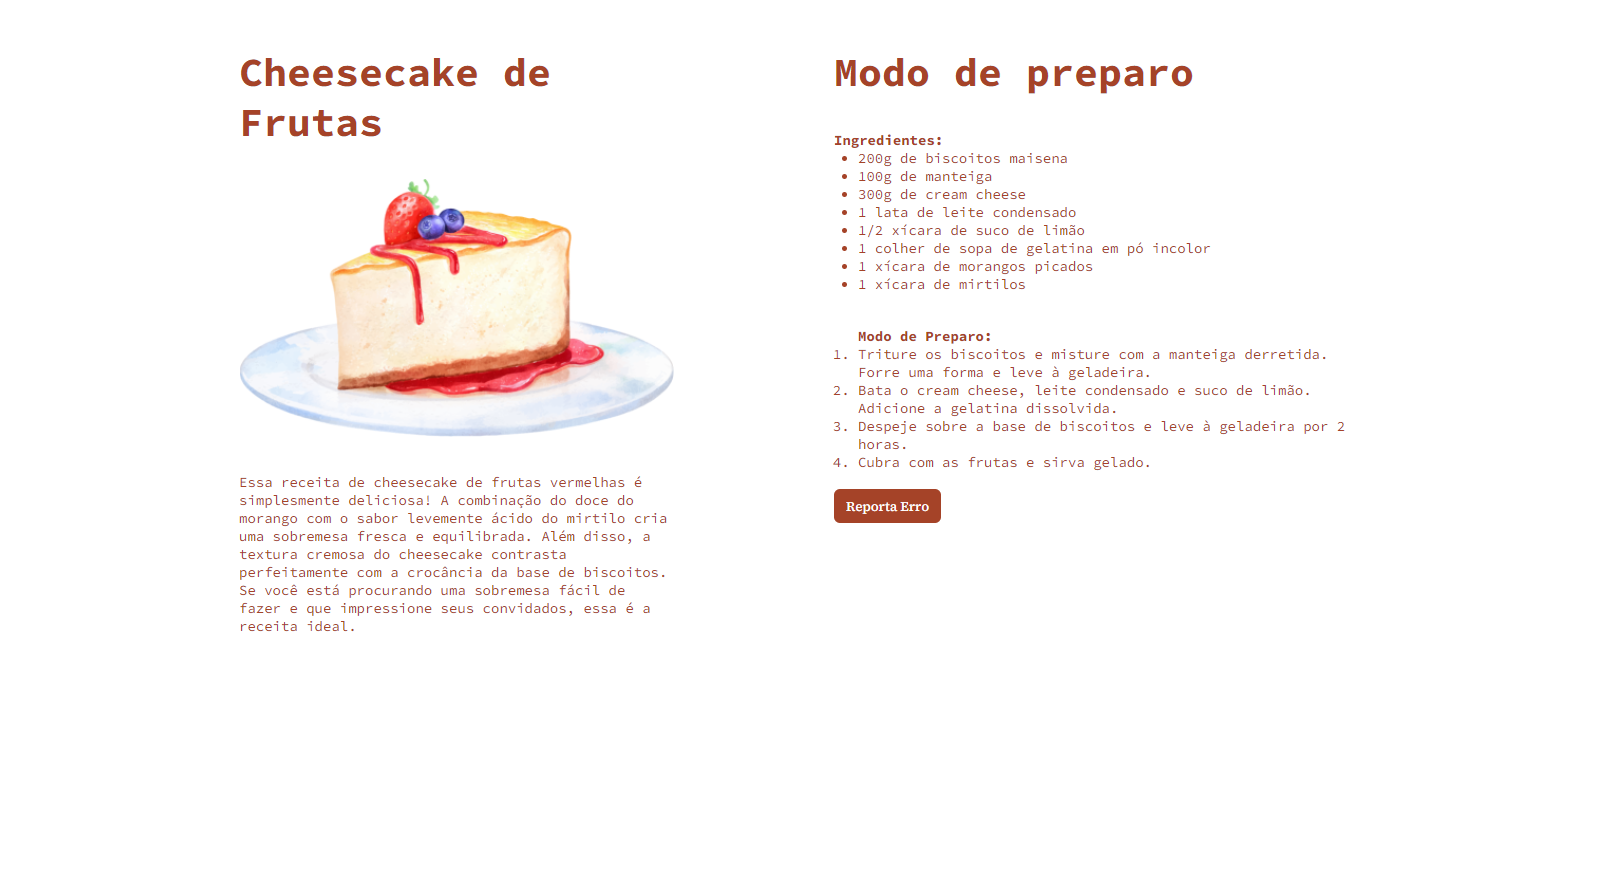 Cheesecake de
Frutas
Essa receita de cheesecake de frutas vermelhas é
simplesmente deliciosa! A combinação do doce do
morango com o sabor levemente ácido do mirtilo cria
uma sobremesa fresca e equilibrada. Além disso, a
textura cremosa do cheesecake contrasta
perfeitamente com a crocância da base de biscoitos.
Se você está procurando uma sobremesa fácil de
fazer e que impressione seus convidados, essa é a
receita ideal.
Modo de preparo
Ingredientes:
• 200g de biscoitos maisena
• 100g de manteiga
• 300g de cream cheese
• 1 lata de leite condensado
• 1/2 xícara de suco de limão
• 1 colher de sopa de gelatina em pó incolor
• 1 xícara de morangos picados
• 1 xícara de mirtilos
Modo de Preparo:
1. Triture os biscoitos e misture com a manteiga derretida.
Forre uma forma e leve à geladeira.
2. Bata o cream cheese, leite condensado e suco de limão.
Adicione a gelatina dissolvida.
3. Despeje sobre a base de biscoitos e leve à geladeira por 2
horas.
4. Cubra com as frutas e sirva gelado.
Reporta Erro